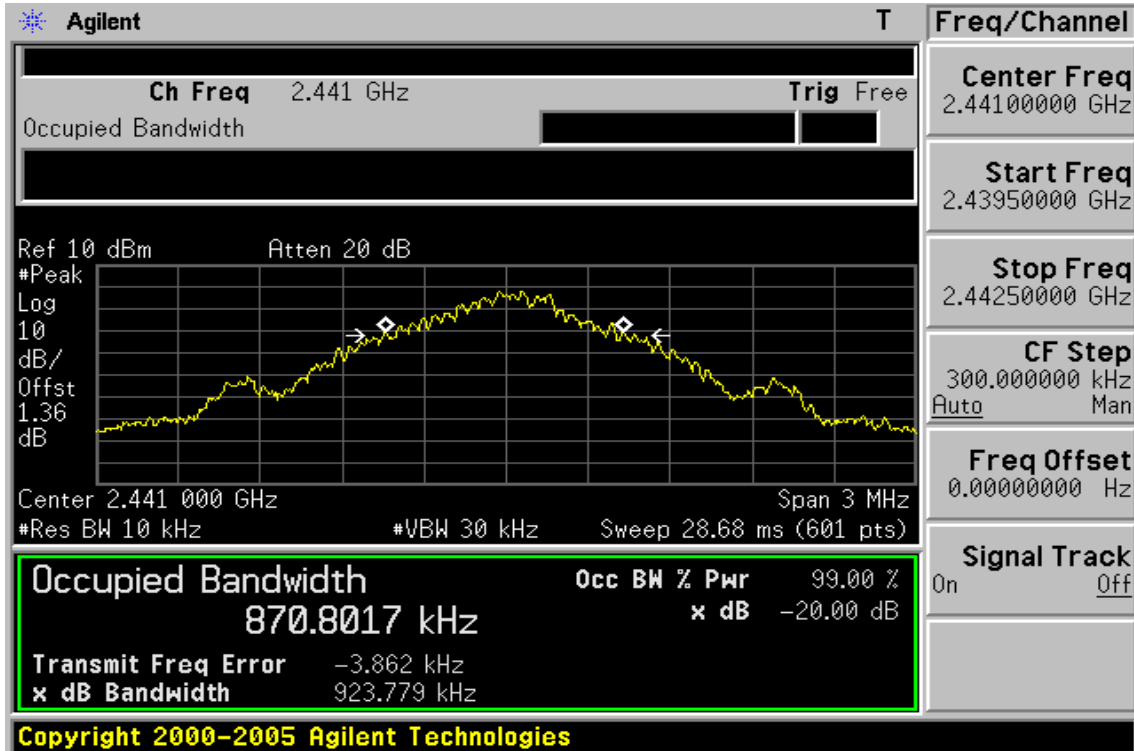 Agilent T
Freq/Channel
Ch Freq 2.441 GHz Trig Free
Occupied Bandwidth
Center Freq
2.44100000 GHz
Start Freq
2.43950000 GHz
Stop Freq
2.44250000 GHz
CF Step
300.000000 kHz
Auto Man
Freq Offset
0.00000000 Hz
Signal Track
On Off
Ref 10 dBm Atten 20 dB
#Peak
Log
10
dB/
Offst
1.36
dB
Center 2.441 000 GHz Span 3 MHz
#Res BW 10 kHz #VBW 30 kHz Sweep 28.68 ms (601 pts)
Occupied Bandwidth
870.8017 kHz
Occ BW % Pwr 99.00 %
x dB -20.00 dB
Transmit Freq Error -3.862 kHz
x dB Bandwidth 923.779 kHz
Copyright 2000-2005 Agilent Technologies